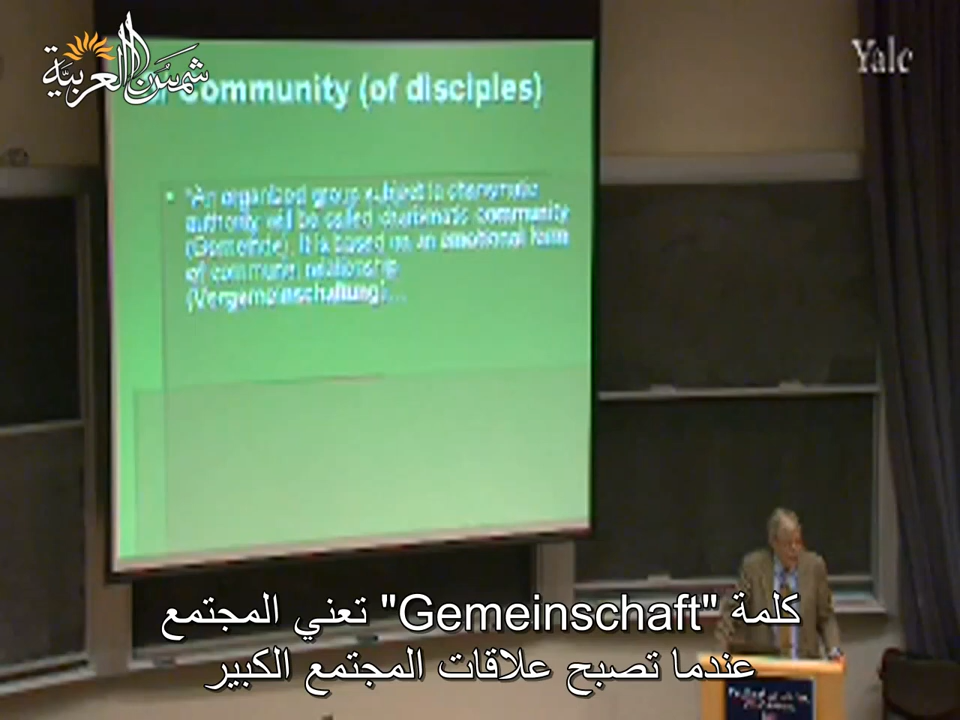 شمس العربية
Yale
Community (of disciples)
"An organized group subject to charismatic
authority will be called charismatic community
(Gemeinde). It is based on an emotional form
of communal relationship
(Vergemeinschaftung)...
كلمة "Gemeinschaft" تعني المجتمع
عندما تصبح علاقات المجتمع الكبير